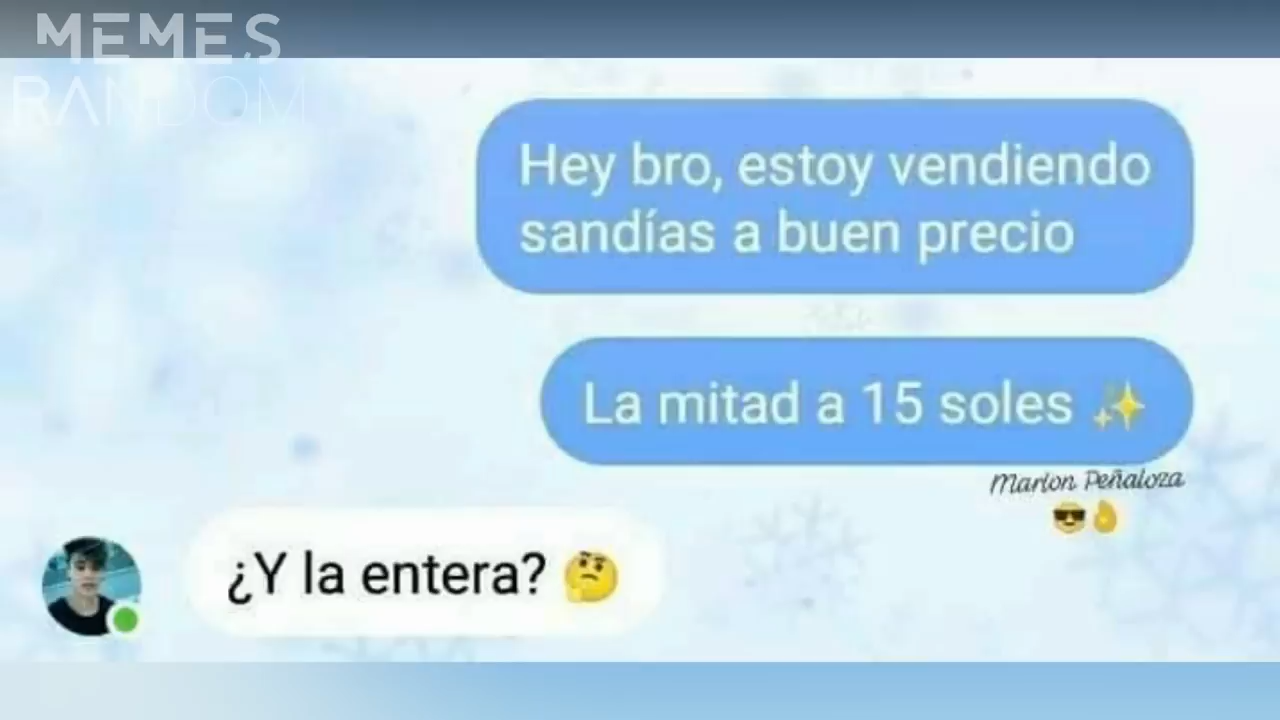 MEMES
RANDOM
Hey bro, estoy vendiendo
sandías a buen precio
La mitad a 15 soles ✨
Marlon Peñaloza
😎👌
¿Y la entera? 🤔